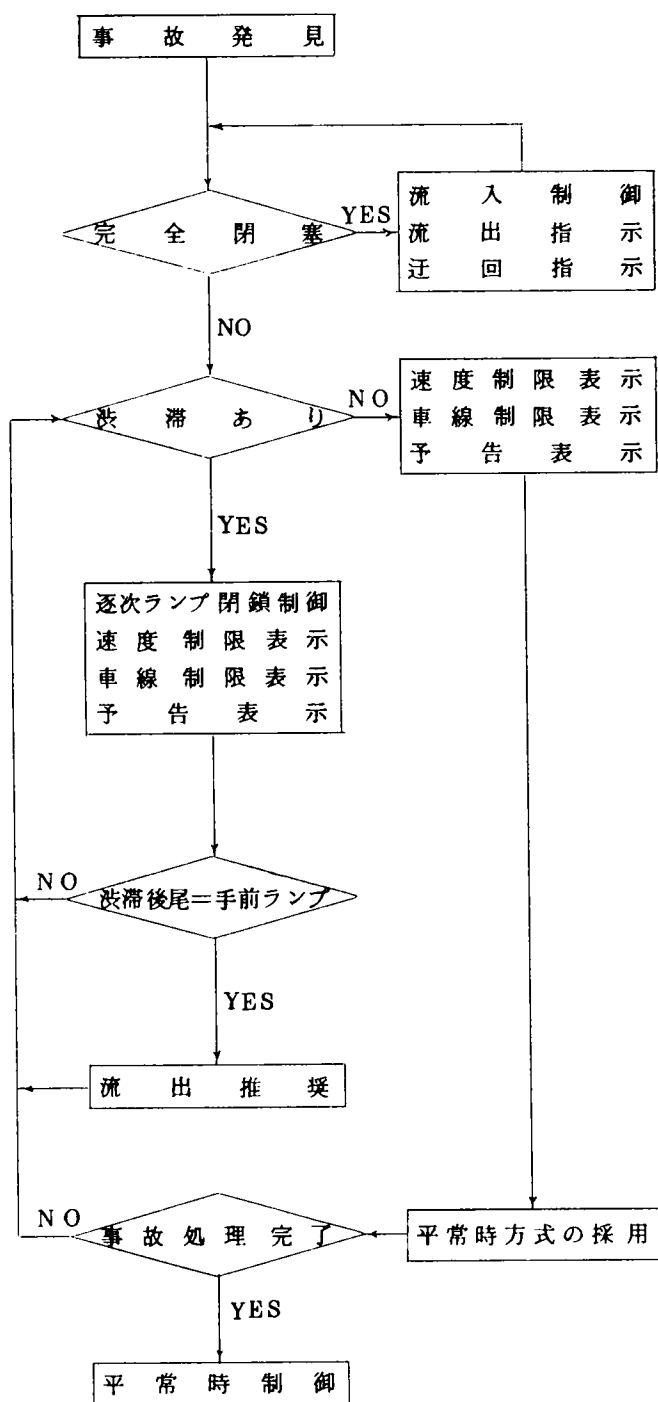 事故発見
完全閉塞
YES
流入制御
流出指示
迂回指示
NO
渋滞あり
NO
速度制限表示
車線制限表示
予告表示
YES
逐次ランプ閉鎖制御
速度制限表示
車線制限表示
予告表示
NO
渋滞後尾=手前ランプ
YES
流出推奨
NO
事故処理完了
平常時方式の採用
YES
平常時制御